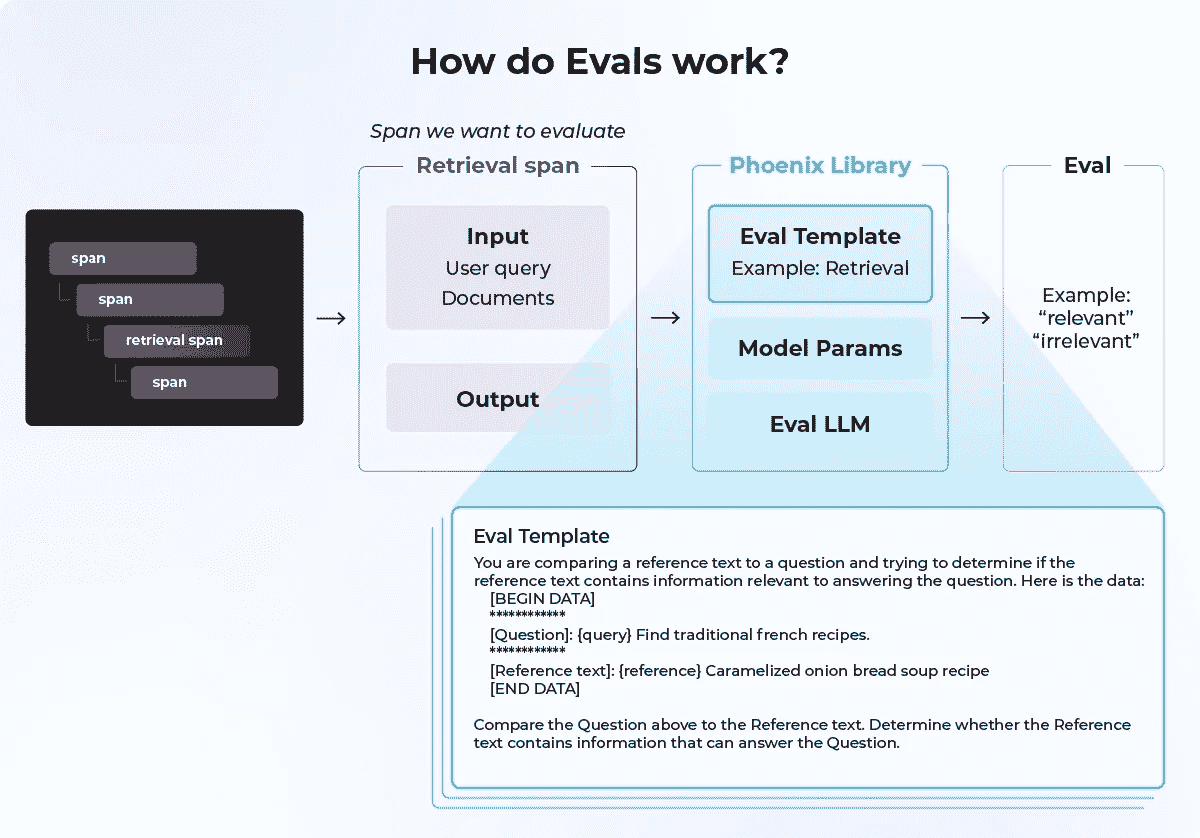 How do Evals work?
span
span
retrieval span
span
Span we want to evaluate
Retrieval span
Input
User query
Documents
Output
Phoenix Library
Eval Template
Example: Retrieval
Model Params
Eval LLM
Eval
Example:
“relevant”
“irrelevant”
Eval Template
You are comparing a reference text to a question and trying to determine if the
reference text contains information relevant to answering the question. Here is the data:
[BEGIN DATA]
************
[Question]: {query} Find traditional french recipes.
************
[Reference text]: {reference} Caramelized onion bread soup recipe
[END DATA]
Compare the Question above to the Reference text. Determine whether the Reference
text contains information that can answer the Question.